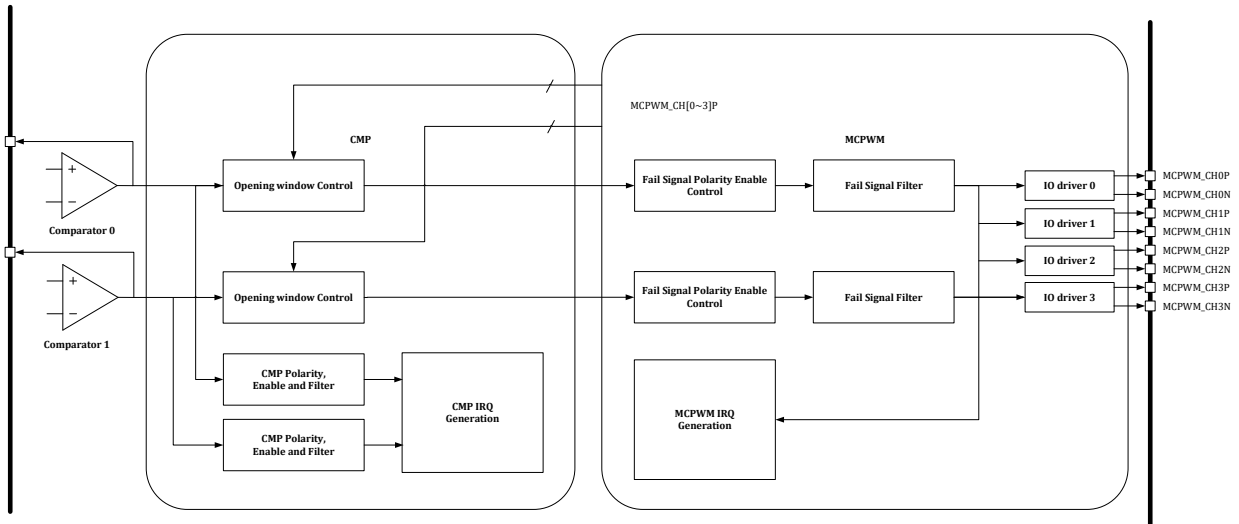 MCPWM_CH[0~3]P
CMP
MCPWM
+
−
Comparator 0
Opening window Control
Fail Signal Polarity Enable
Control
Fail Signal Filter
IO driver 0
MCPWM_CH0P
MCPWM_CH0N
IO driver 1
MCPWM_CH1P
MCPWM_CH1N
IO driver 2
MCPWM_CH2P
MCPWM_CH2N
+
−
Comparator 1
Opening window Control
Fail Signal Polarity Enable
Control
Fail Signal Filter
IO driver 3
MCPWM_CH3P
MCPWM_CH3N
CMP Polarity,
Enable and Filter
CMP Polarity,
Enable and Filter
CMP IRQ
Generation
MCPWM IRQ
Generation